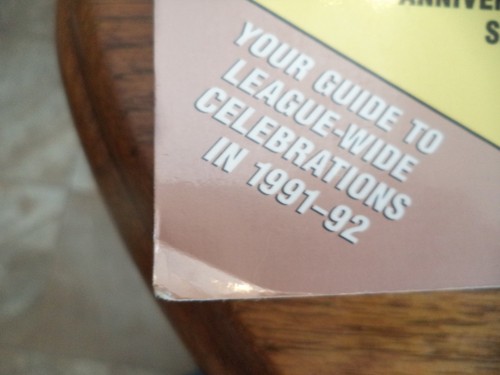 YOUR GUIDE TO
LEAGUE-WIDE
CELEBRATIONS
IN 1991-92